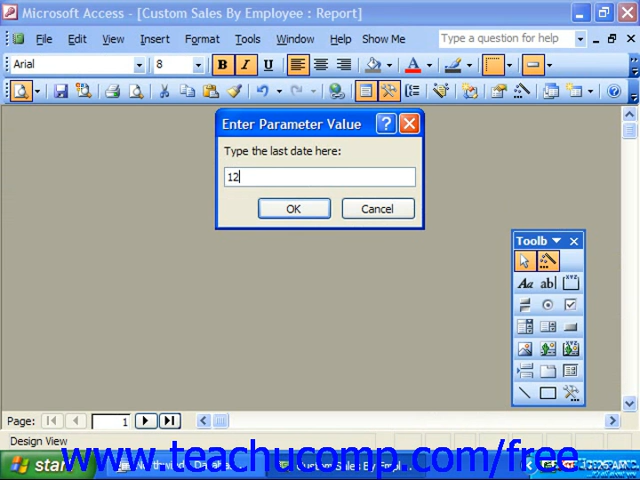 Microsoft Access - [Custom Sales By Employee : Report]
File Edit View Insert Format Tools Window Help Show Me
Type a question for help
Arial 8 B I U A
Enter Parameter Value
Type the last date here:
12
OK Cancel
Toolb
Aa ab|
Page: 1
Design View
www.teachucomp.com/free
start